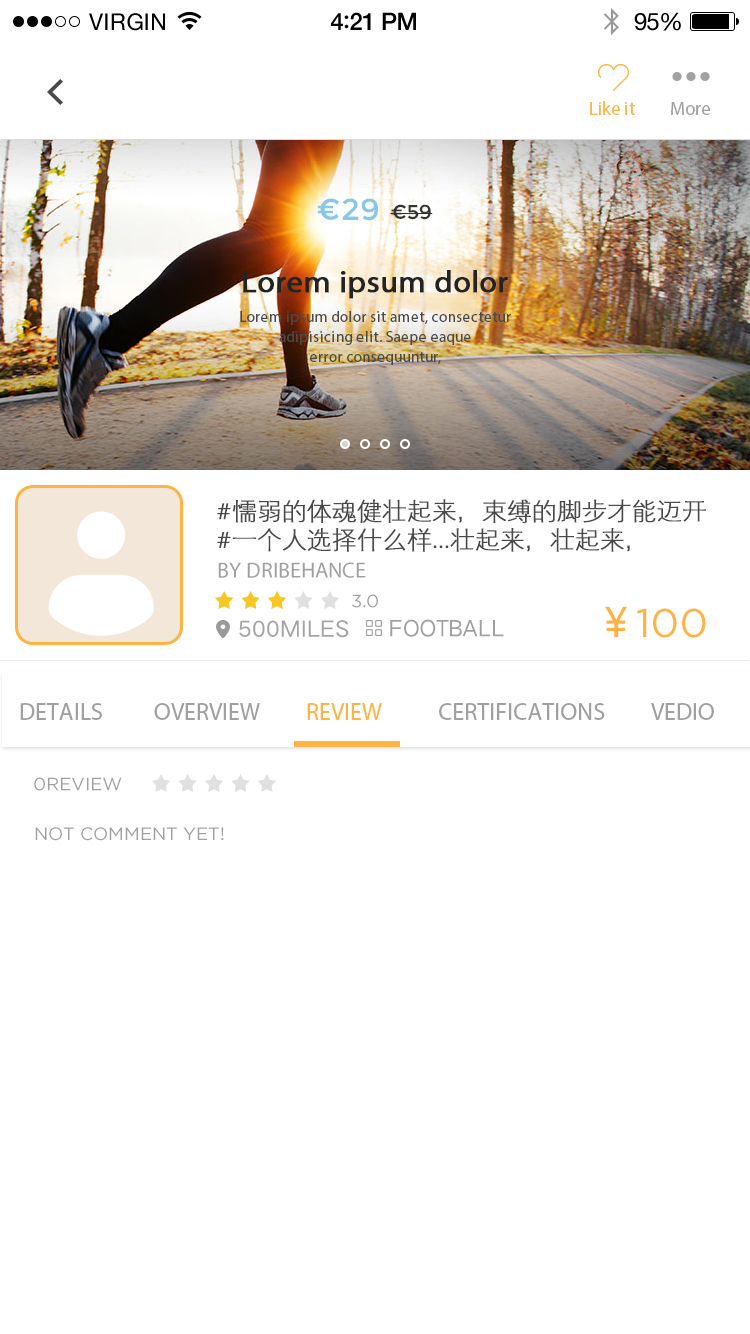 VIRGIN
4:21 PM
95%
Like it
More
€29 €59
Lorem ipsum dolor
Lorem ipsum dolor sit amet, consectetur
adipisicing elit. Saepe eaque
error consequuntur,
#懦弱的体魂健壮起来，束缚的脚步才能迈开
#一个人选择什么样...壮起来，壮起来，
BY DRIBEHANCE
3.0
500MILES FOOTBALL
¥100
DETAILS OVERVIEW REVIEW CERTIFICATIONS VEDIO
0REVIEW
NOT COMMENT YET!